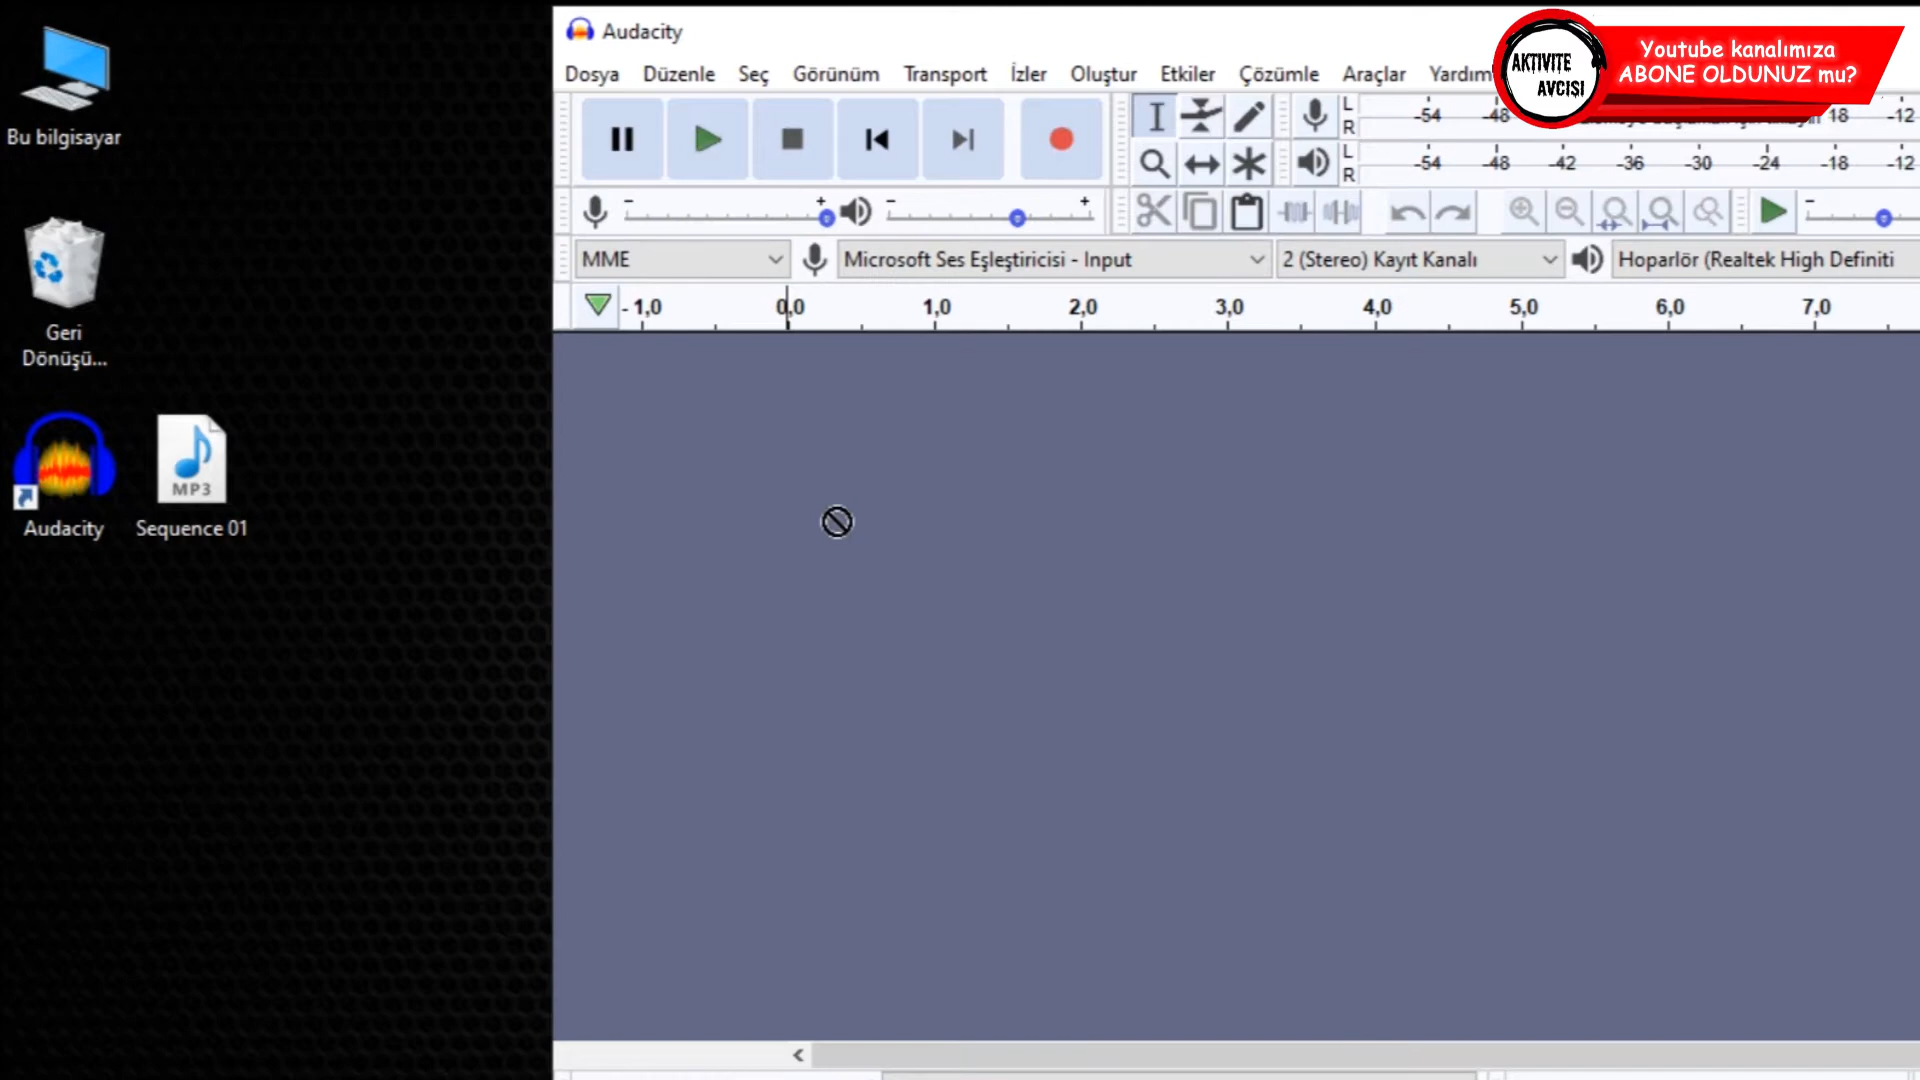 Bu bilgisayar
Geri
Dönüşü...
Audacity
MP3
Sequence 01
Audacity
Dosya Düzenle Seç Görünüm Transport İzler Oluştur Etkiler Çözümle Araçlar Yardım
AKTIVITE
AVCISI
Youtube kanalımıza
ABONE OLDUNUZ mu?
L
R
-54 -48 18 -12
L
R
-54 -48 -42 -36 -30 -24 -18 -12
- +
- +
-
MME
Microsoft Ses Eşleştiricisi - Input
2 (Stereo) Kayıt Kanalı
Hoparlör (Realtek High Definiti
- 1,0 0,0 1,0 2,0 3,0 4,0 5,0 6,0 7,0